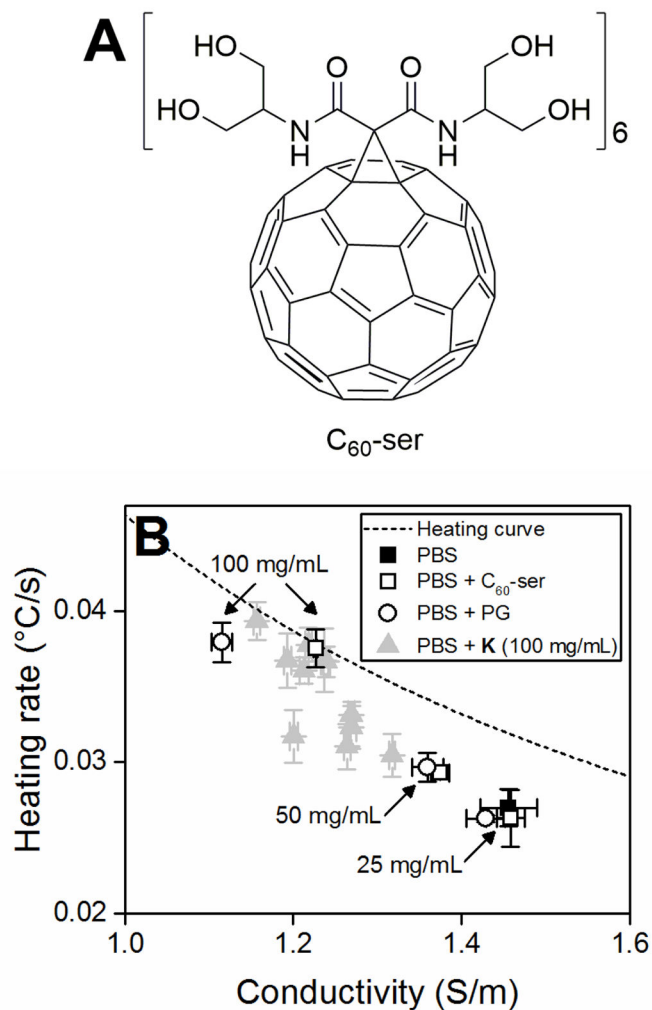 A
HO
HO
O
O
OH
OH
N
H
N
H
6
C₆₀-ser
B
100 mg/mL
Heating curve
PBS
PBS + C₆₀-ser
PBS + PG
PBS + K (100 mg/mL)
50 mg/mL
25 mg/mL
0.04
0.03
0.02
Heating rate (°C/s)
1.0 1.2 1.4 1.6
Conductivity (S/m)